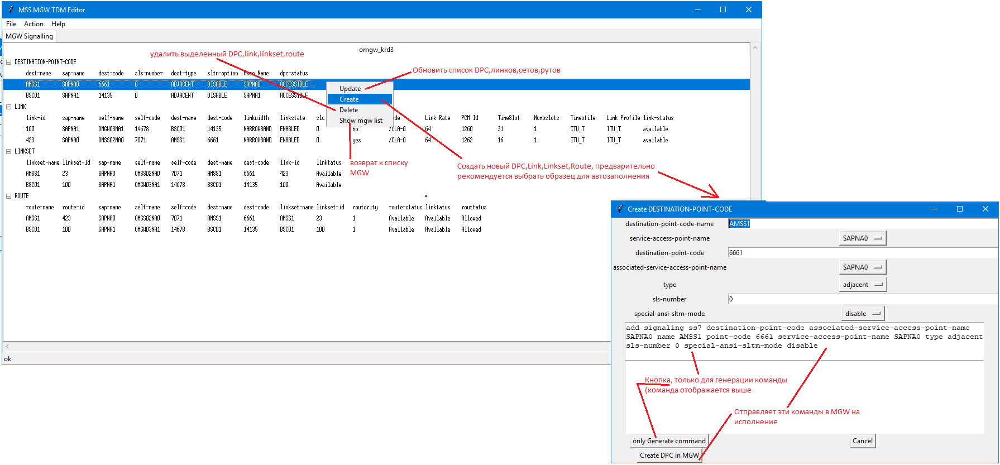 MSS MGW TDM Editor
File Action Help
MGW Signalling
omgw_krd3
удалить выделенный DPC,link,linkset,route
DESTINATION-POINT-CODE
Обновить список DPC,линков,сетов,рутов
dest-name sap-name dest-code sls-number dest-type sltm-option Asso Name dpc-status
AMSS1 SAPNA0 6661 0 ADJACENT DISABLE SAPNA0 ACCESSIBLE
BSC01 SAPNA1 14135 0 ADJACENT DISABLE SAPNA1 ACCESSIBLE
Update
Create
Delete
Show mgw list
LINK
link-id sap-name self-name self-code dest-name dest-code linkwidth linkstate slc ode Link Rate PCM Id TimeSlot Numbslots Timeofile Link Profile link-status
100 SAPNA1 OMGW03NA1 14678 BSC01 14135 NARROWBAND ENABLED 0 no /CLA-0 64 1260 31 1 ITU_T ITU_T available
423 SAPNA0 OMSS02NA0 7071 AMSS1 6661 NARROWBAND ENABLED 0 yes /CLA-0 64 1262 16 1 ITU_T ITU_T available
LINKSET
linkset-name linkset-id sap-name self-name self-code dest-name dest-code link-id linktatus
AMSS1 23 SAPNA0 OMSS02NA0 7071 AMSS1 6661 423 Available
BSC01 100 SAPNA1 OMGW03NA1 14678 BSC01 14135 100 Available
возврат к списку
MGW
Создать новый DPC,Link,Linkset,Route, предварительно
рекомендуется выбрать образец для автозаполнения
ROUTE
route-name route-id sap-name self-name self-code dest-name dest-code linkset-name linkset-id routority route-status linktatus routtatus
AMSS1 423 SAPNA0 OMSS02NA0 7071 AMSS1 6661 AMSS1 23 1 Available Available Allowed
BSC01 100 SAPNA1 OMGW03NA1 14678 BSC01 14135 BSC01 100 1 Available Available Allowed
ok
Create DESTINATION-POINT-CODE
destination-point-code-name AMSS1
service-access-point-name SAPNA0
destination-point-code 6661
associated-service-access-point-name SAPNA0
type adjacent
sls-number 0
special-ansi-sltm-mode disable
add signaling ss7 destination-point-code associated-service-access-point-name
SAPNA0 name AMSS1 point-code 6661 service-access-point-name SAPNA0 type adjacent
sls-number 0 special-ansi-sltm-mode disable
Кнопка, только для генерации команды
(команда отображается выше
Отправляет эти команды в MGW на
исполнение
only Generate command
Cancel
Create DPC in MGW